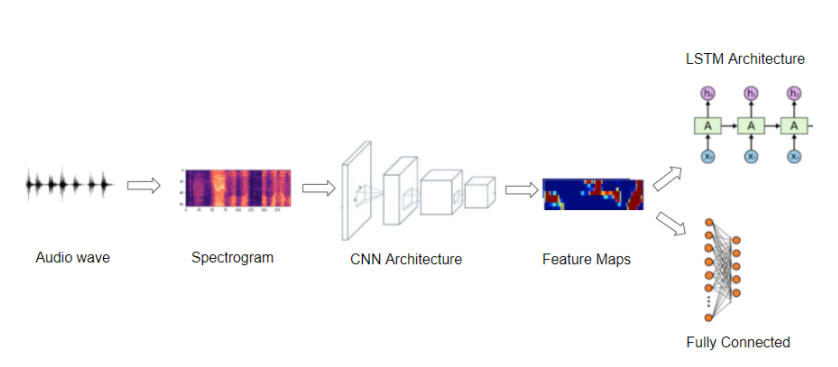 LSTM Architecture
A A A
Audio wave
Spectrogram
CNN Architecture
Feature Maps
Fully Connected